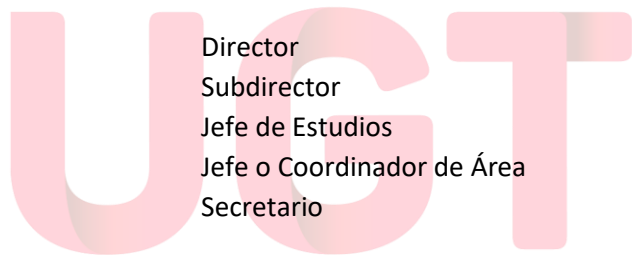 UGT
Director
Subdirector
Jefe de Estudios
Jefe o Coordinador de Área
Secretario